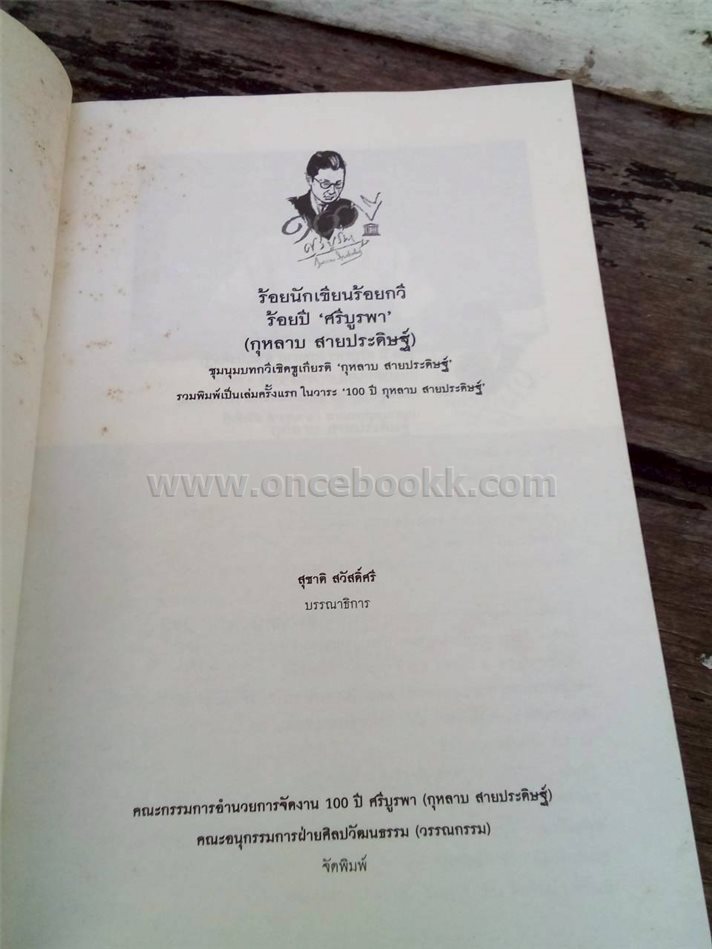 ๑๐๐ ปี
ศรีบูรพา
ร้อยนักเขียนร้อยกวี
ร้อยปี ‘ศรีบูรพา’
(กุหลาบ สายประดิษฐ์)
ชุมนุมบทกวีเชิดชูเกียรติ ‘กุหลาบ สายประดิษฐ์’
รวมพิมพ์เป็นเล่มครั้งแรก ในวาระ ‘100 ปี กุหลาบ สายประดิษฐ์’
www.oncebookk.com
สุชาติ สวัสดิ์ศรี
บรรณาธิการ
คณะกรรมการอำนวยการจัดงาน 100 ปี ศรีบูรพา (กุหลาบ สายประดิษฐ์)
คณะอนุกรรมการฝ่ายศิลปวัฒนธรรม (วรรณกรรม)
จัดพิมพ์